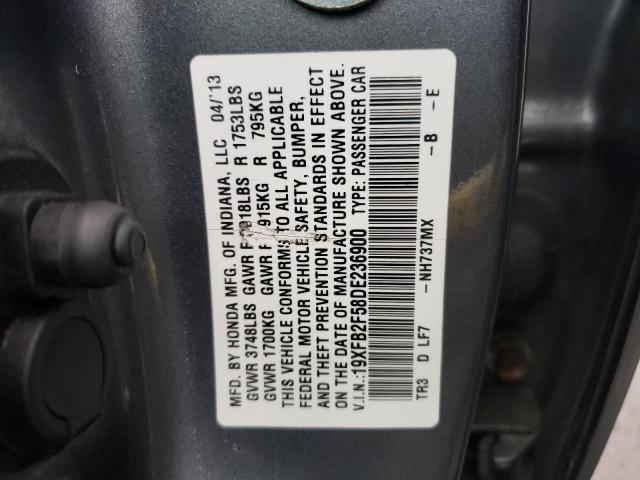 MFD. BY HONDA MFG. OF INDIANA, LLC 04/'13
GVWR 3748LBS GAWR F 2018LBS R 1753LBS
GVWR 1700KG GAWR F 915KG R 795KG
THIS VEHICLE CONFORMS TO ALL APPLICABLE
FEDERAL MOTOR VEHICLE SAFETY, BUMPER,
AND THEFT PREVENTION STANDARDS IN EFFECT
ON THE DATE OF MANUFACTURE SHOWN ABOVE.
V.I.N.:19XFB2F58DE236900 TYPE: PASSENGER CAR
TR3 D LF7 -NH737MX -B -E